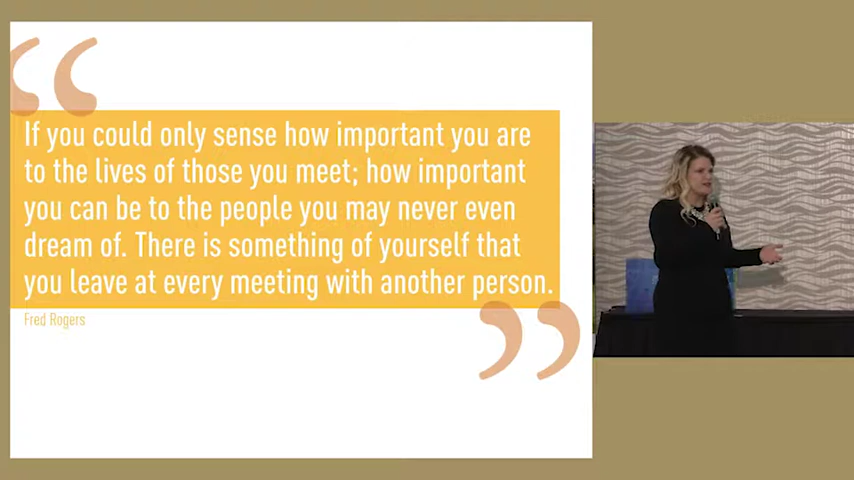 If you could only sense how important you are
to the lives of those you meet; how important
you can be to the people you may never even
dream of. There is something of yourself that
you leave at every meeting with another person.
Fred Rogers